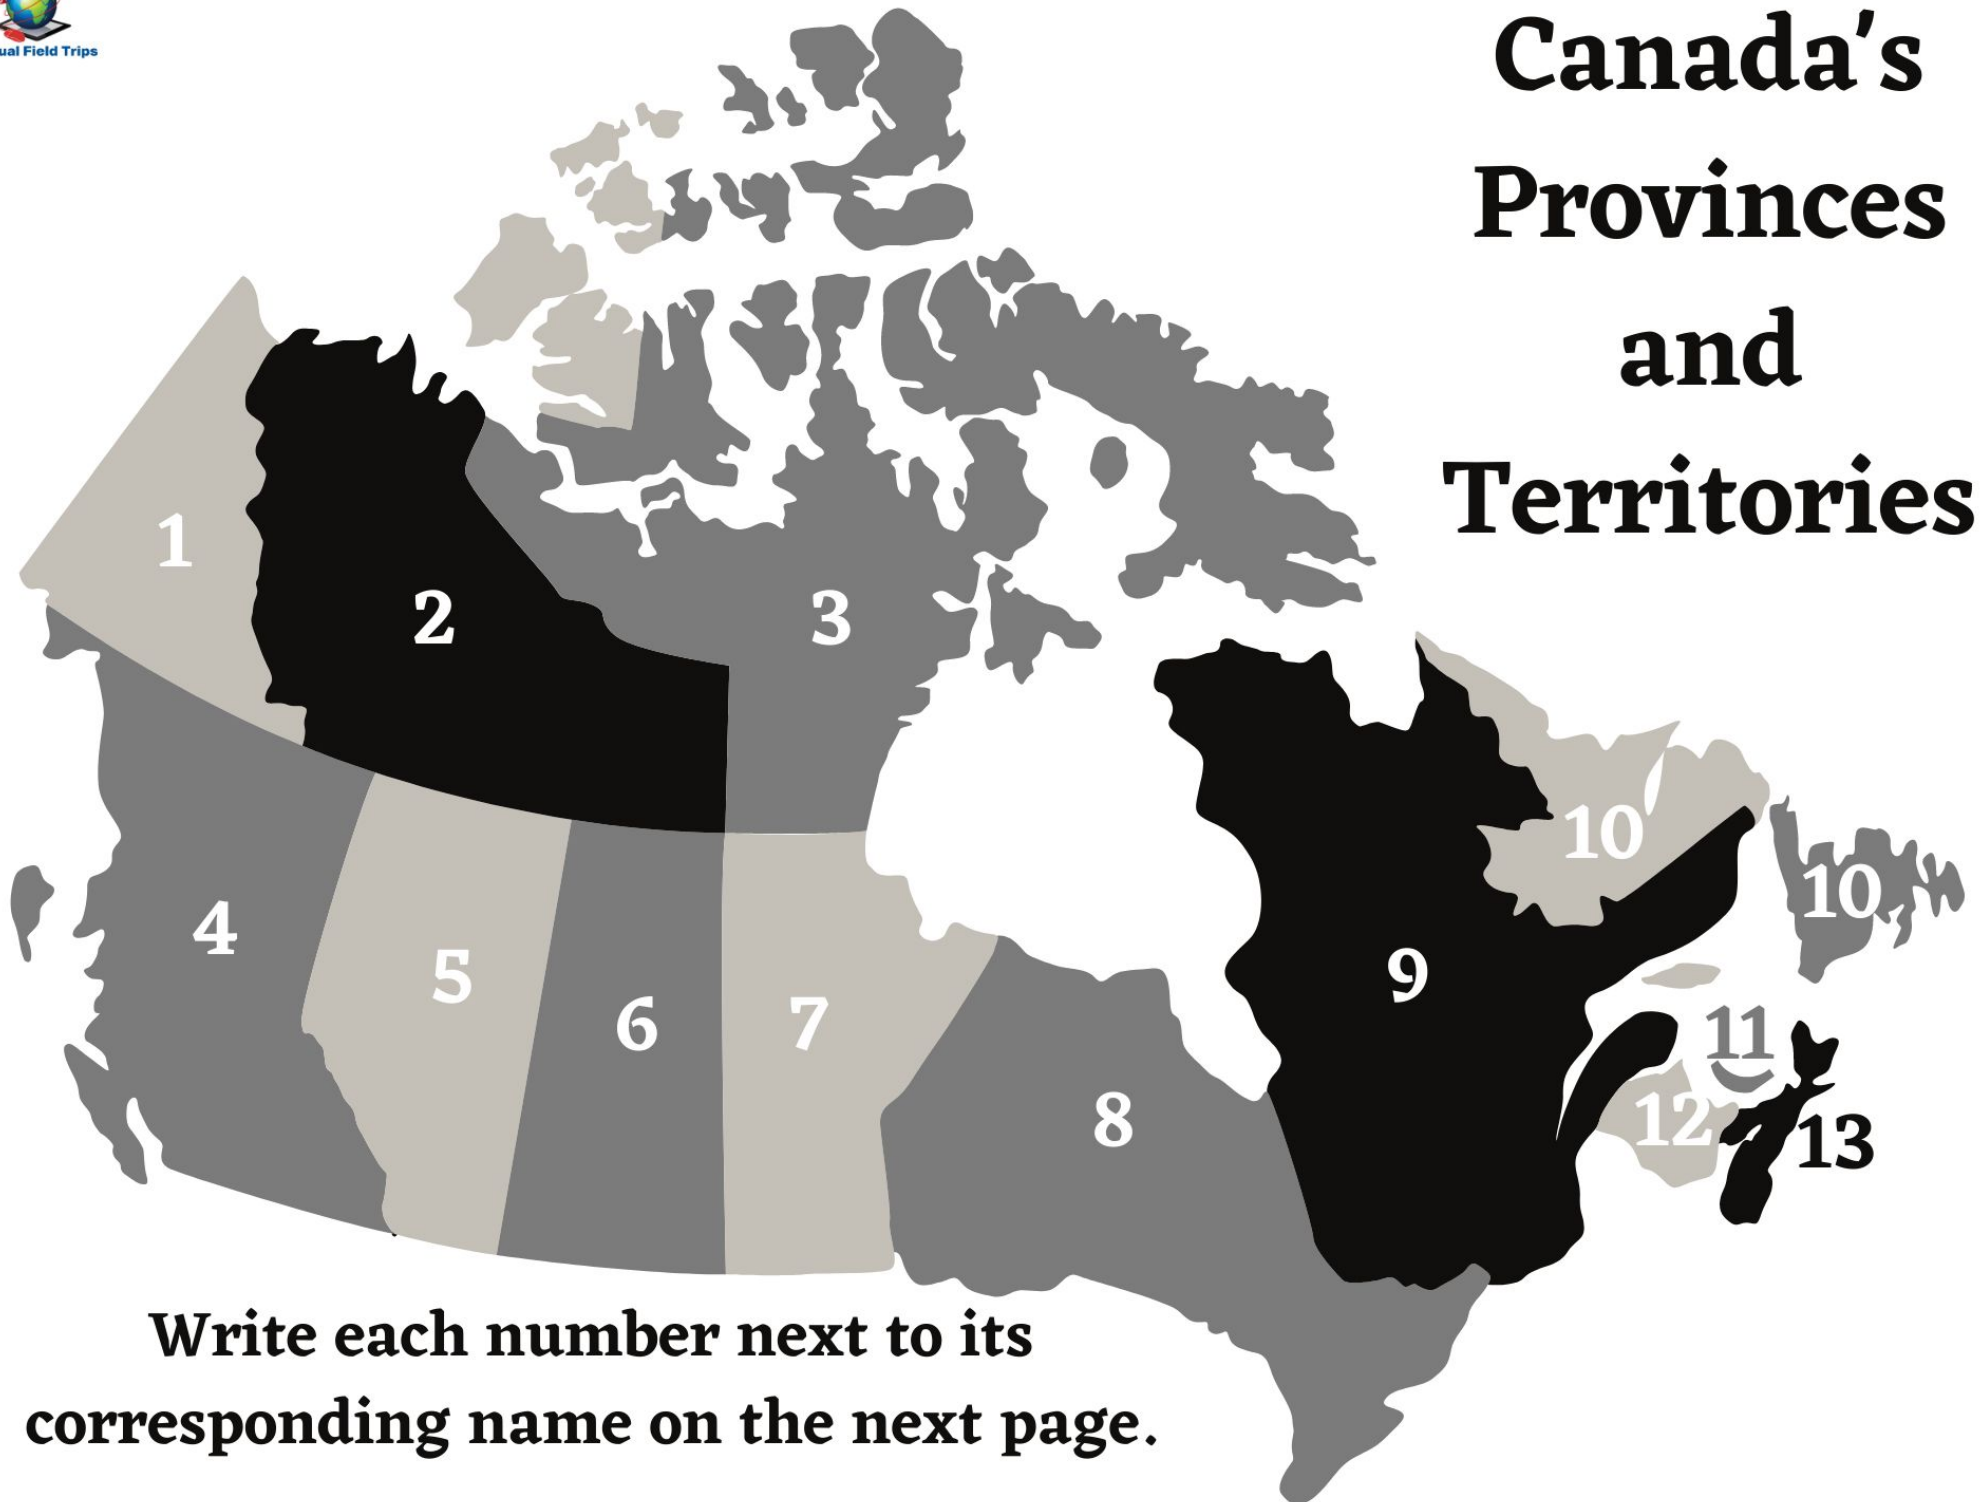 ual Field Trips
Canada's
Provinces
and
Territories
1
2
3
4
5
6
7
8
9
10
10
11
12
13
Write each number next to its
corresponding name on the next page.